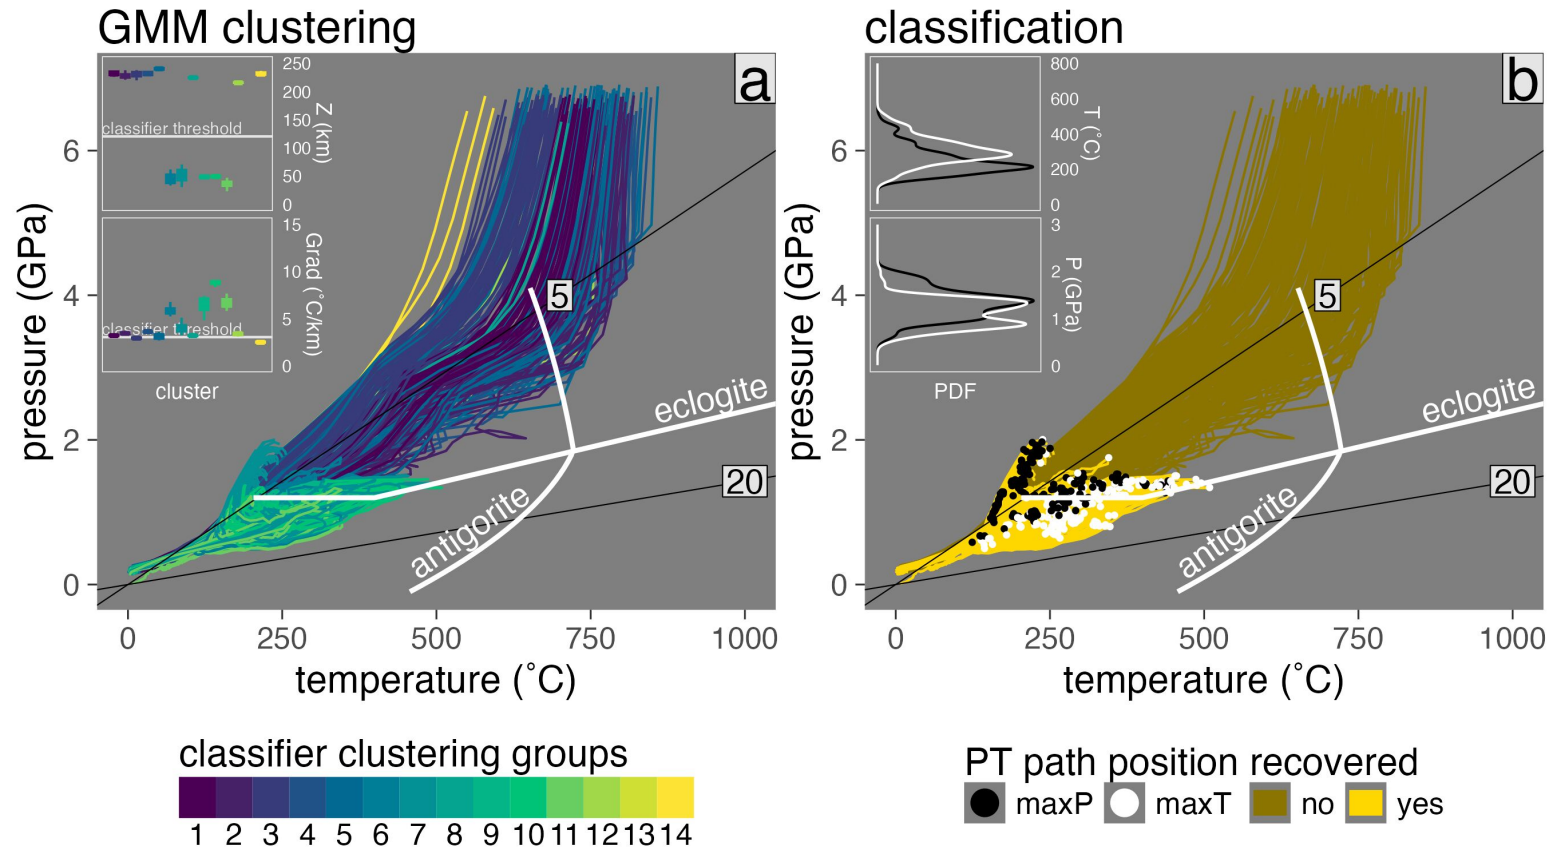 GMM clustering
a
250
200
150
100
50
0
Z (km)
classifier threshold
15
10
5
0
Grad (˚C/km)
classifier threshold
cluster
5
20
eclogite
antigorite
6
4
2
0
pressure (GPa)
0 250 500 750 1000
temperature (˚C)
classification
b
800
600
400
200
0
T (˚C)
3
2
1
0
P (GPa)
PDF
5
20
eclogite
antigorite
6
4
2
0
pressure (GPa)
0 250 500 750 1000
temperature (˚C)
classifier clustering groups
1 2 3 4 5 6 7 8 9 10 11 12 13 14
PT path position recovered
maxP maxT no yes